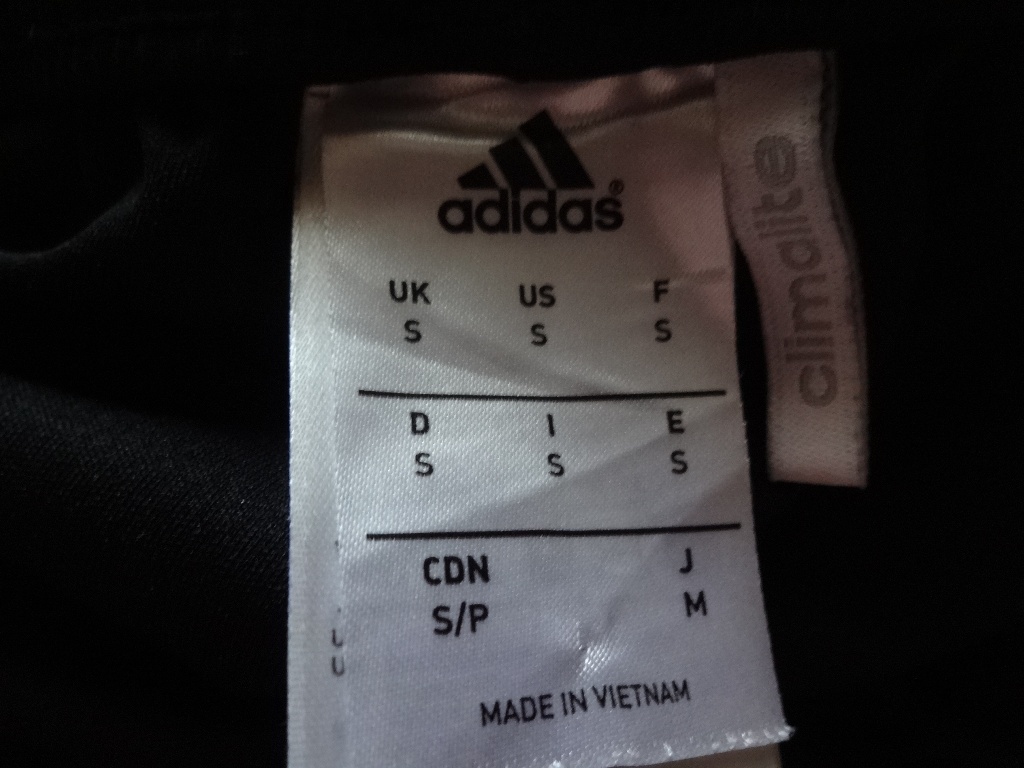 adidas®
UK US F
S S S
D I E
S S S
CDN J
S/P M
MADE IN VIETNAM
climalite